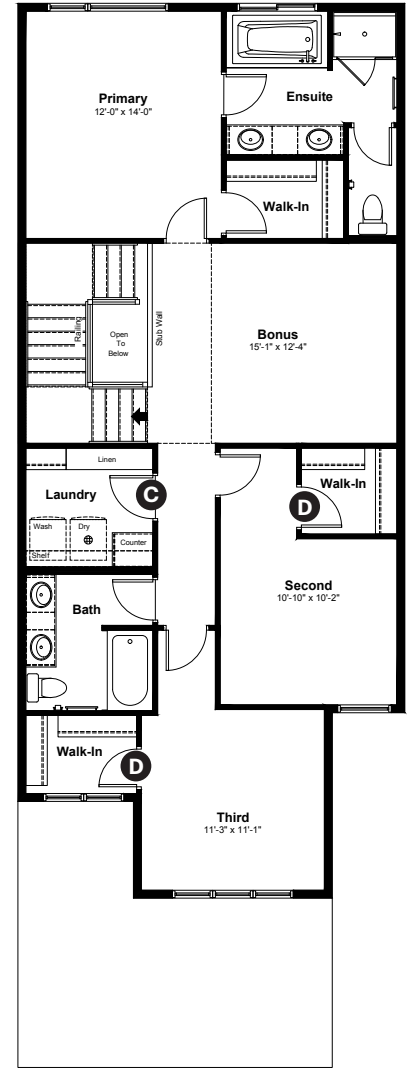 Primary
12'-0" x 14'-0"
Ensuite
Walk-In
Railing
Open
To
Below
Stub Wall
Bonus
15'-1" x 12'-4"
Linen
Laundry
C
Wash
Dry
Counter
Shelf
D
Walk-In
Second
10'-10" x 10'-2"
Bath
Walk-In
D
Third
11'-3" x 11'-1"